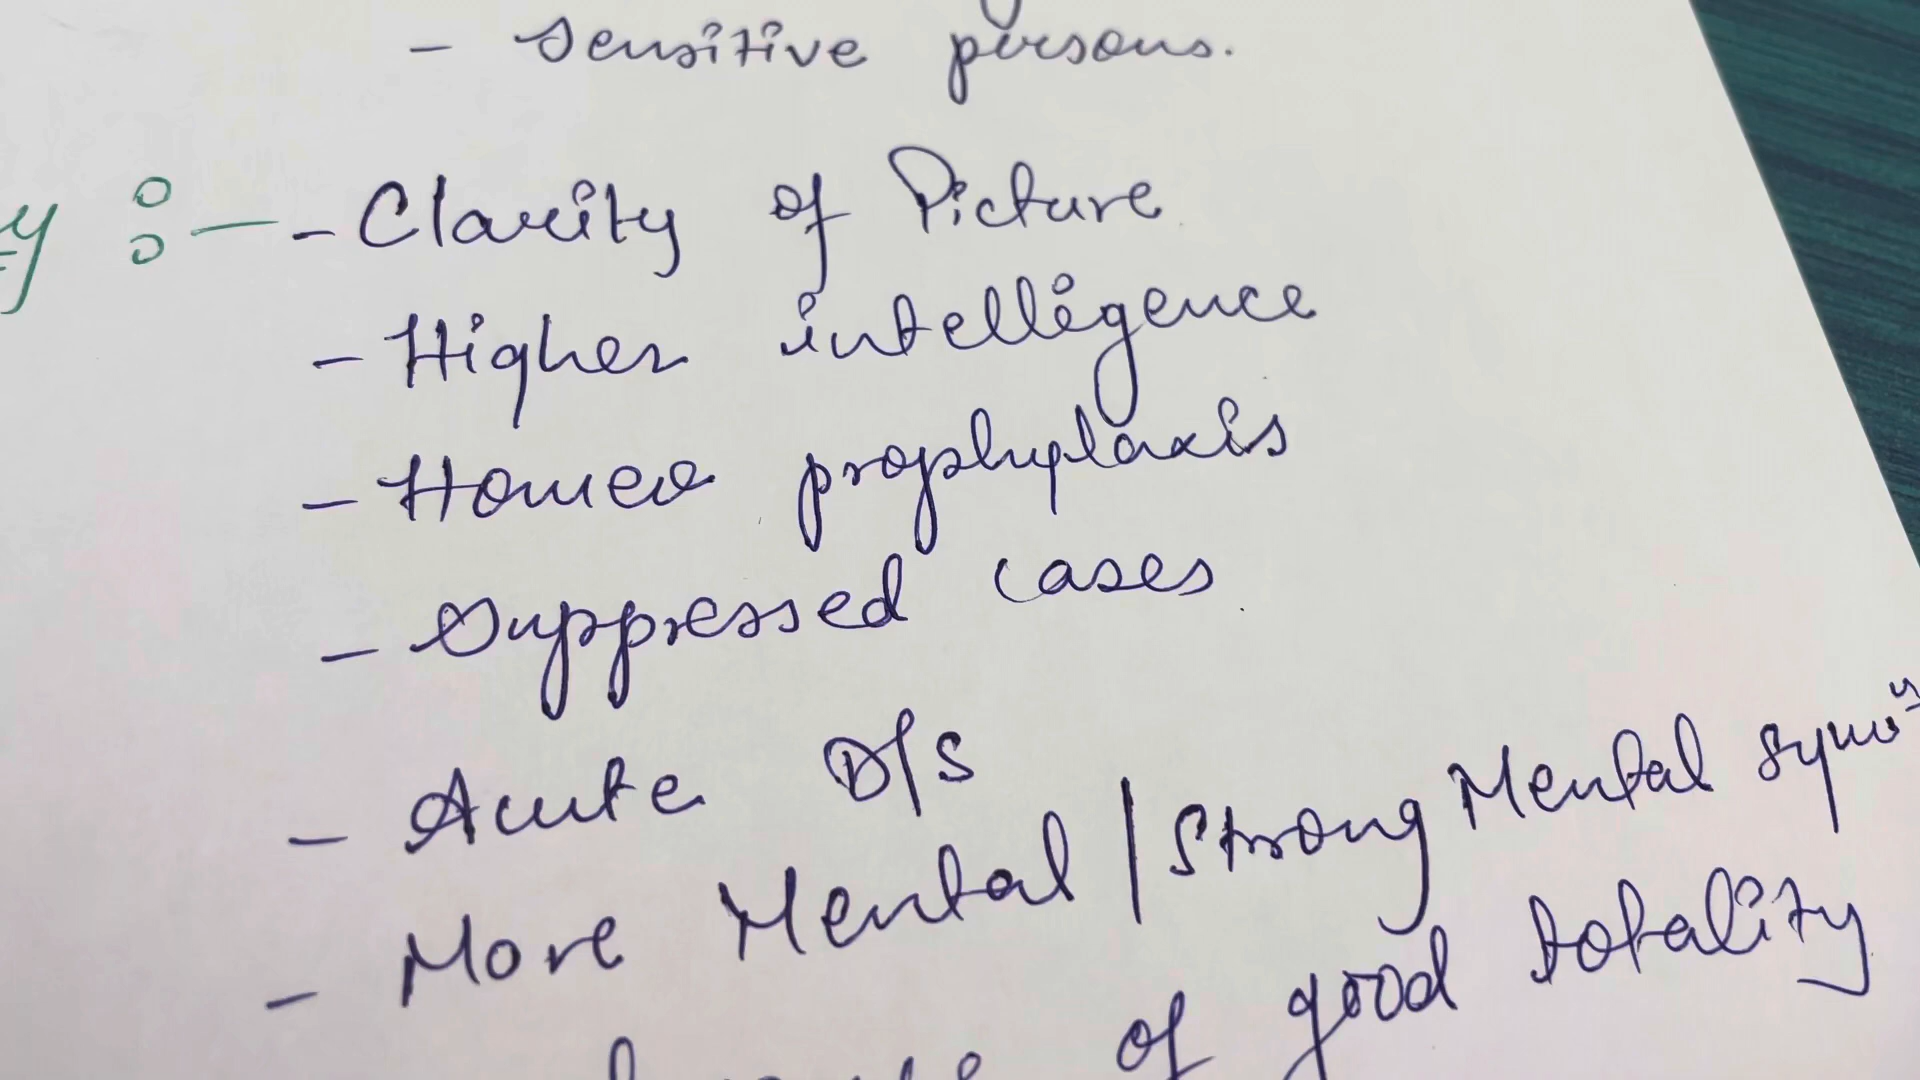 - Sensitive persons.
- Clarity of Picture
- Higher intelligence
- Homeo prophylaxis
- Suppressed cases
- Acute D/s
- More Mental / Strong Mental
of good totality